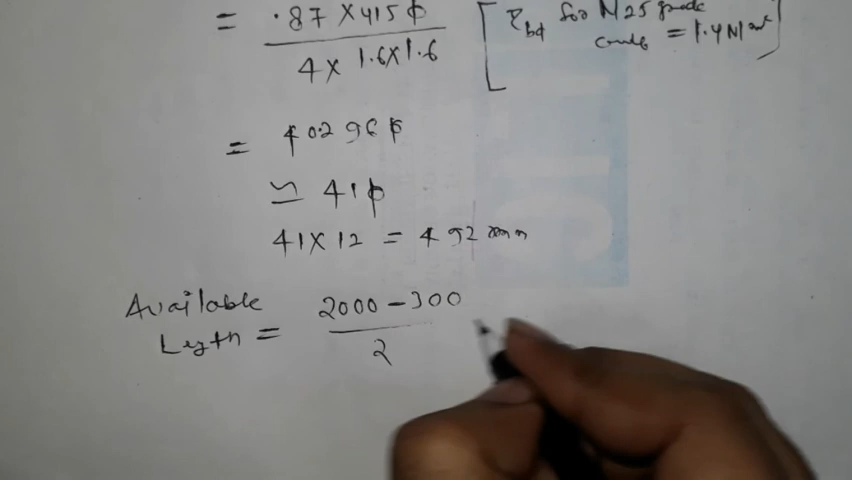 = .87 X 415 ϕ [ τbd for M25 grade
4 X 1.6 X 1.6 = 1.4 N/mm² ]
= 40.296 ϕ
≃ 41 ϕ
41 X 12 = 492 mm
Available 2000 - 300
Length = 2